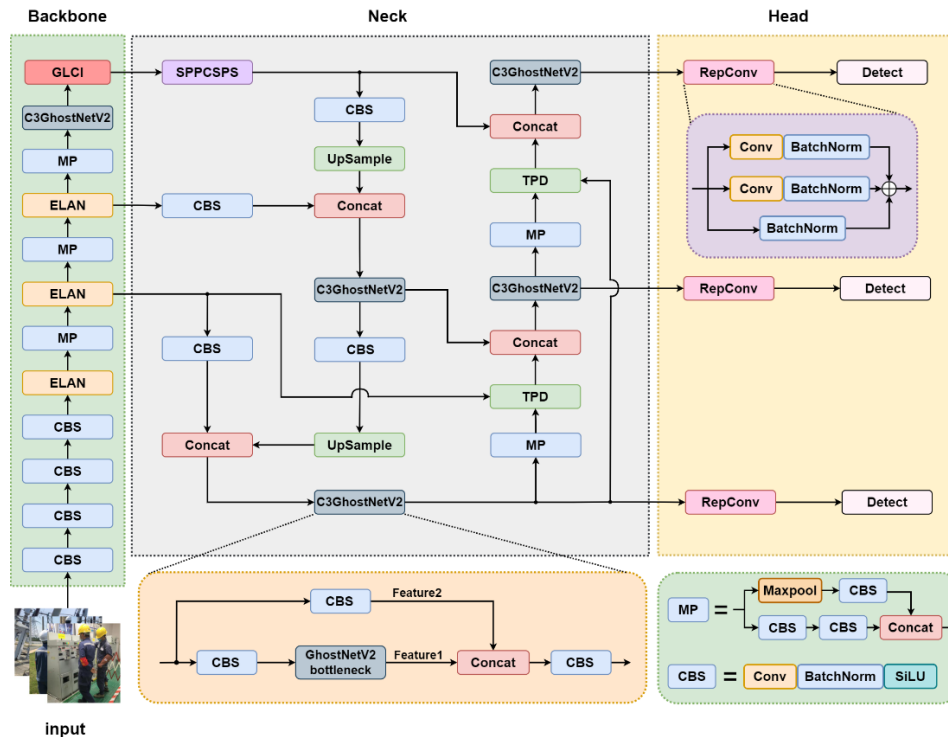 Backbone
Neck
Head
GLCI
C3GhostNetV2
MP
ELAN
MP
ELAN
MP
ELAN
CBS
CBS
CBS
CBS
input
SPPCSPS
CBS
UpSample
CBS
Concat
C3GhostNetV2
CBS
CBS
Concat
UpSample
C3GhostNetV2
C3GhostNetV2
Concat
TPD
MP
C3GhostNetV2
Concat
TPD
MP
RepConv
Detect
Conv BatchNorm
Conv BatchNorm
BatchNorm
RepConv
Detect
RepConv
Detect
CBS
Feature2
CBS
GhostNetV2
bottleneck
Feature1
Concat
CBS
MP =
Maxpool
CBS
CBS
CBS
Concat
CBS = Conv BatchNorm SiLU